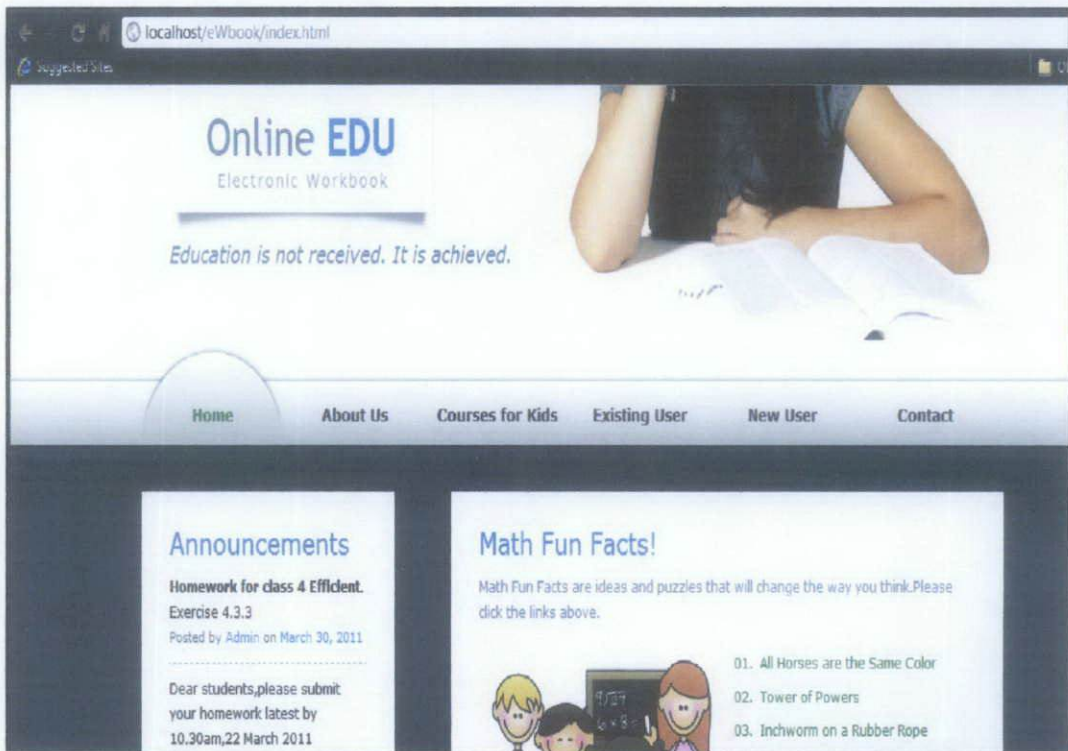 localhost/eWbook/index.html
Suggested Sites
Online EDU
Electronic Workbook
Education is not received. It is achieved.
Home About Us Courses for Kids Existing User New User Contact
Announcements
Homework for class 4 Efficient.
Exercise 4.3.3
Posted by Admin on March 30, 2011
Dear students,please submit
your homework latest by
10.30am,22 March 2011
Math Fun Facts!
Math Fun Facts are ideas and puzzles that will change the way you think.Please
click the links above.
01. All Horses are the Same Color
02. Tower of Powers
03. Inchworm on a Rubber Rope